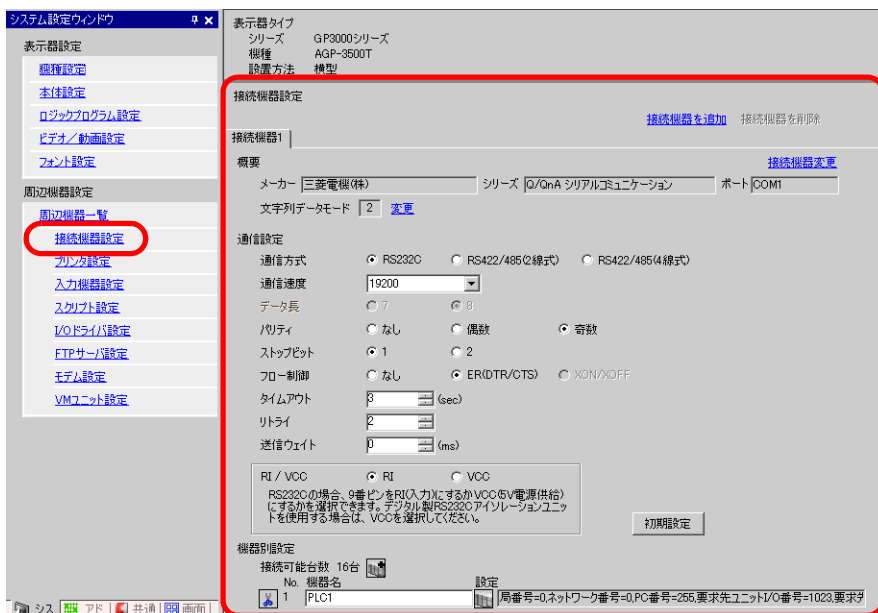 システム設定ウィンドウ
表示器設定
機種設定
本体設定
ロジックプログラム設定
ビデオ/動画設定
フォント設定
周辺機器設定
周辺機器一覧
接続機器設定
プリンタ設定
入力機器設定
スクリプト設定
I/Oドライバ設定
FTPサーバ設定
モデム設定
VMユニット設定
シス アド 共通 画面
表示器タイプ
シリーズ GP3000シリーズ
機種 AGP-3500T
設置方法 横型
接続機器設定
接続機器を追加 接続機器を削除
接続機器1
概要 接続機器変更
メーカー 三菱電機(株) シリーズ Q/QnA シリアルコミュニケーション ポート COM1
文字列データモード 2 変更
通信設定
通信方式 RS232C RS422/485(2線式) RS422/485(4線式)
通信速度 19200
データ長 7 8
パリティ なし 偶数 奇数
ストップビット 1 2
フロー制御 なし ER(DTR/CTS) XON/XOFF
タイムアウト 3 (sec)
リトライ 2
送信ウェイト 0 (ms)
RI / VCC RI VCC
RS232Cの場合、9番ピンをRI(入力)にするかVCC(5V電源供給)
にするかを選択できます。デジタル製RS232Cアイソレーションユニッ
トを使用する場合は、VCCを選択してください。
初期設定
機器別設定
接続可能台数 16台
No. 機器名 設定
1 PLC1 局番号=0,ネットワーク番号=0,PC番号=255,要求先ユニットI/O番号=1023,要求